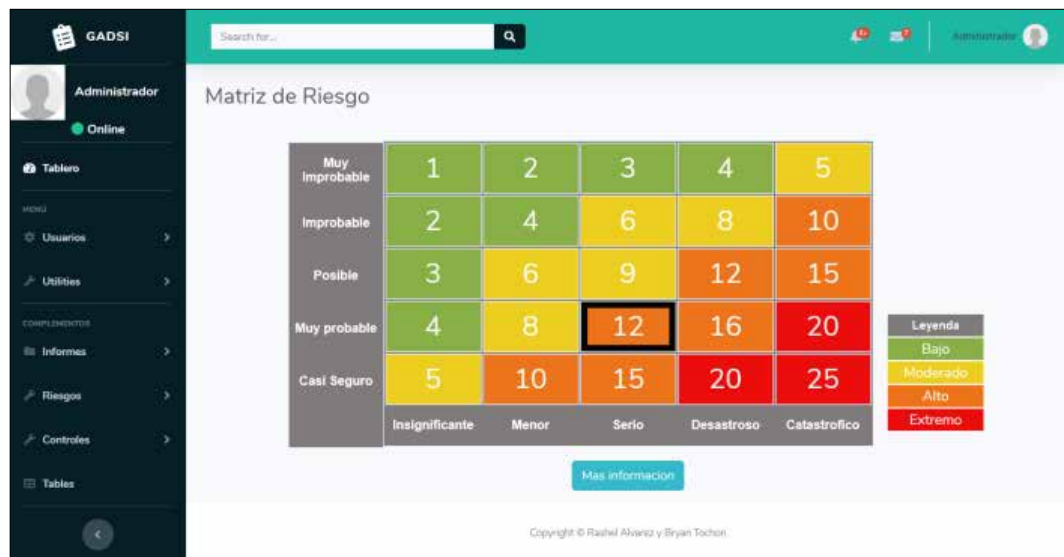 GADSI
Search for...
Administrador
Administrador
Online
Matriz de Riesgo
Tablero
MENÚ
Usuarios
Utilities
COMPLEMENTOS
Informes
Riesgos
Controles
Tables
Muy
Improbable
1 2 3 4 5
Improbable 2 4 6 8 10
Posible 3 6 9 12 15
Muy probable 4 8 12 16 20
Casi Seguro 5 10 15 20 25
Insignificante Menor Serio Desastroso Catastrofico
Leyenda
Bajo
Moderado
Alto
Extremo
Mas informacion
Copyright © Rashel Alvarez y Bryan Tochon